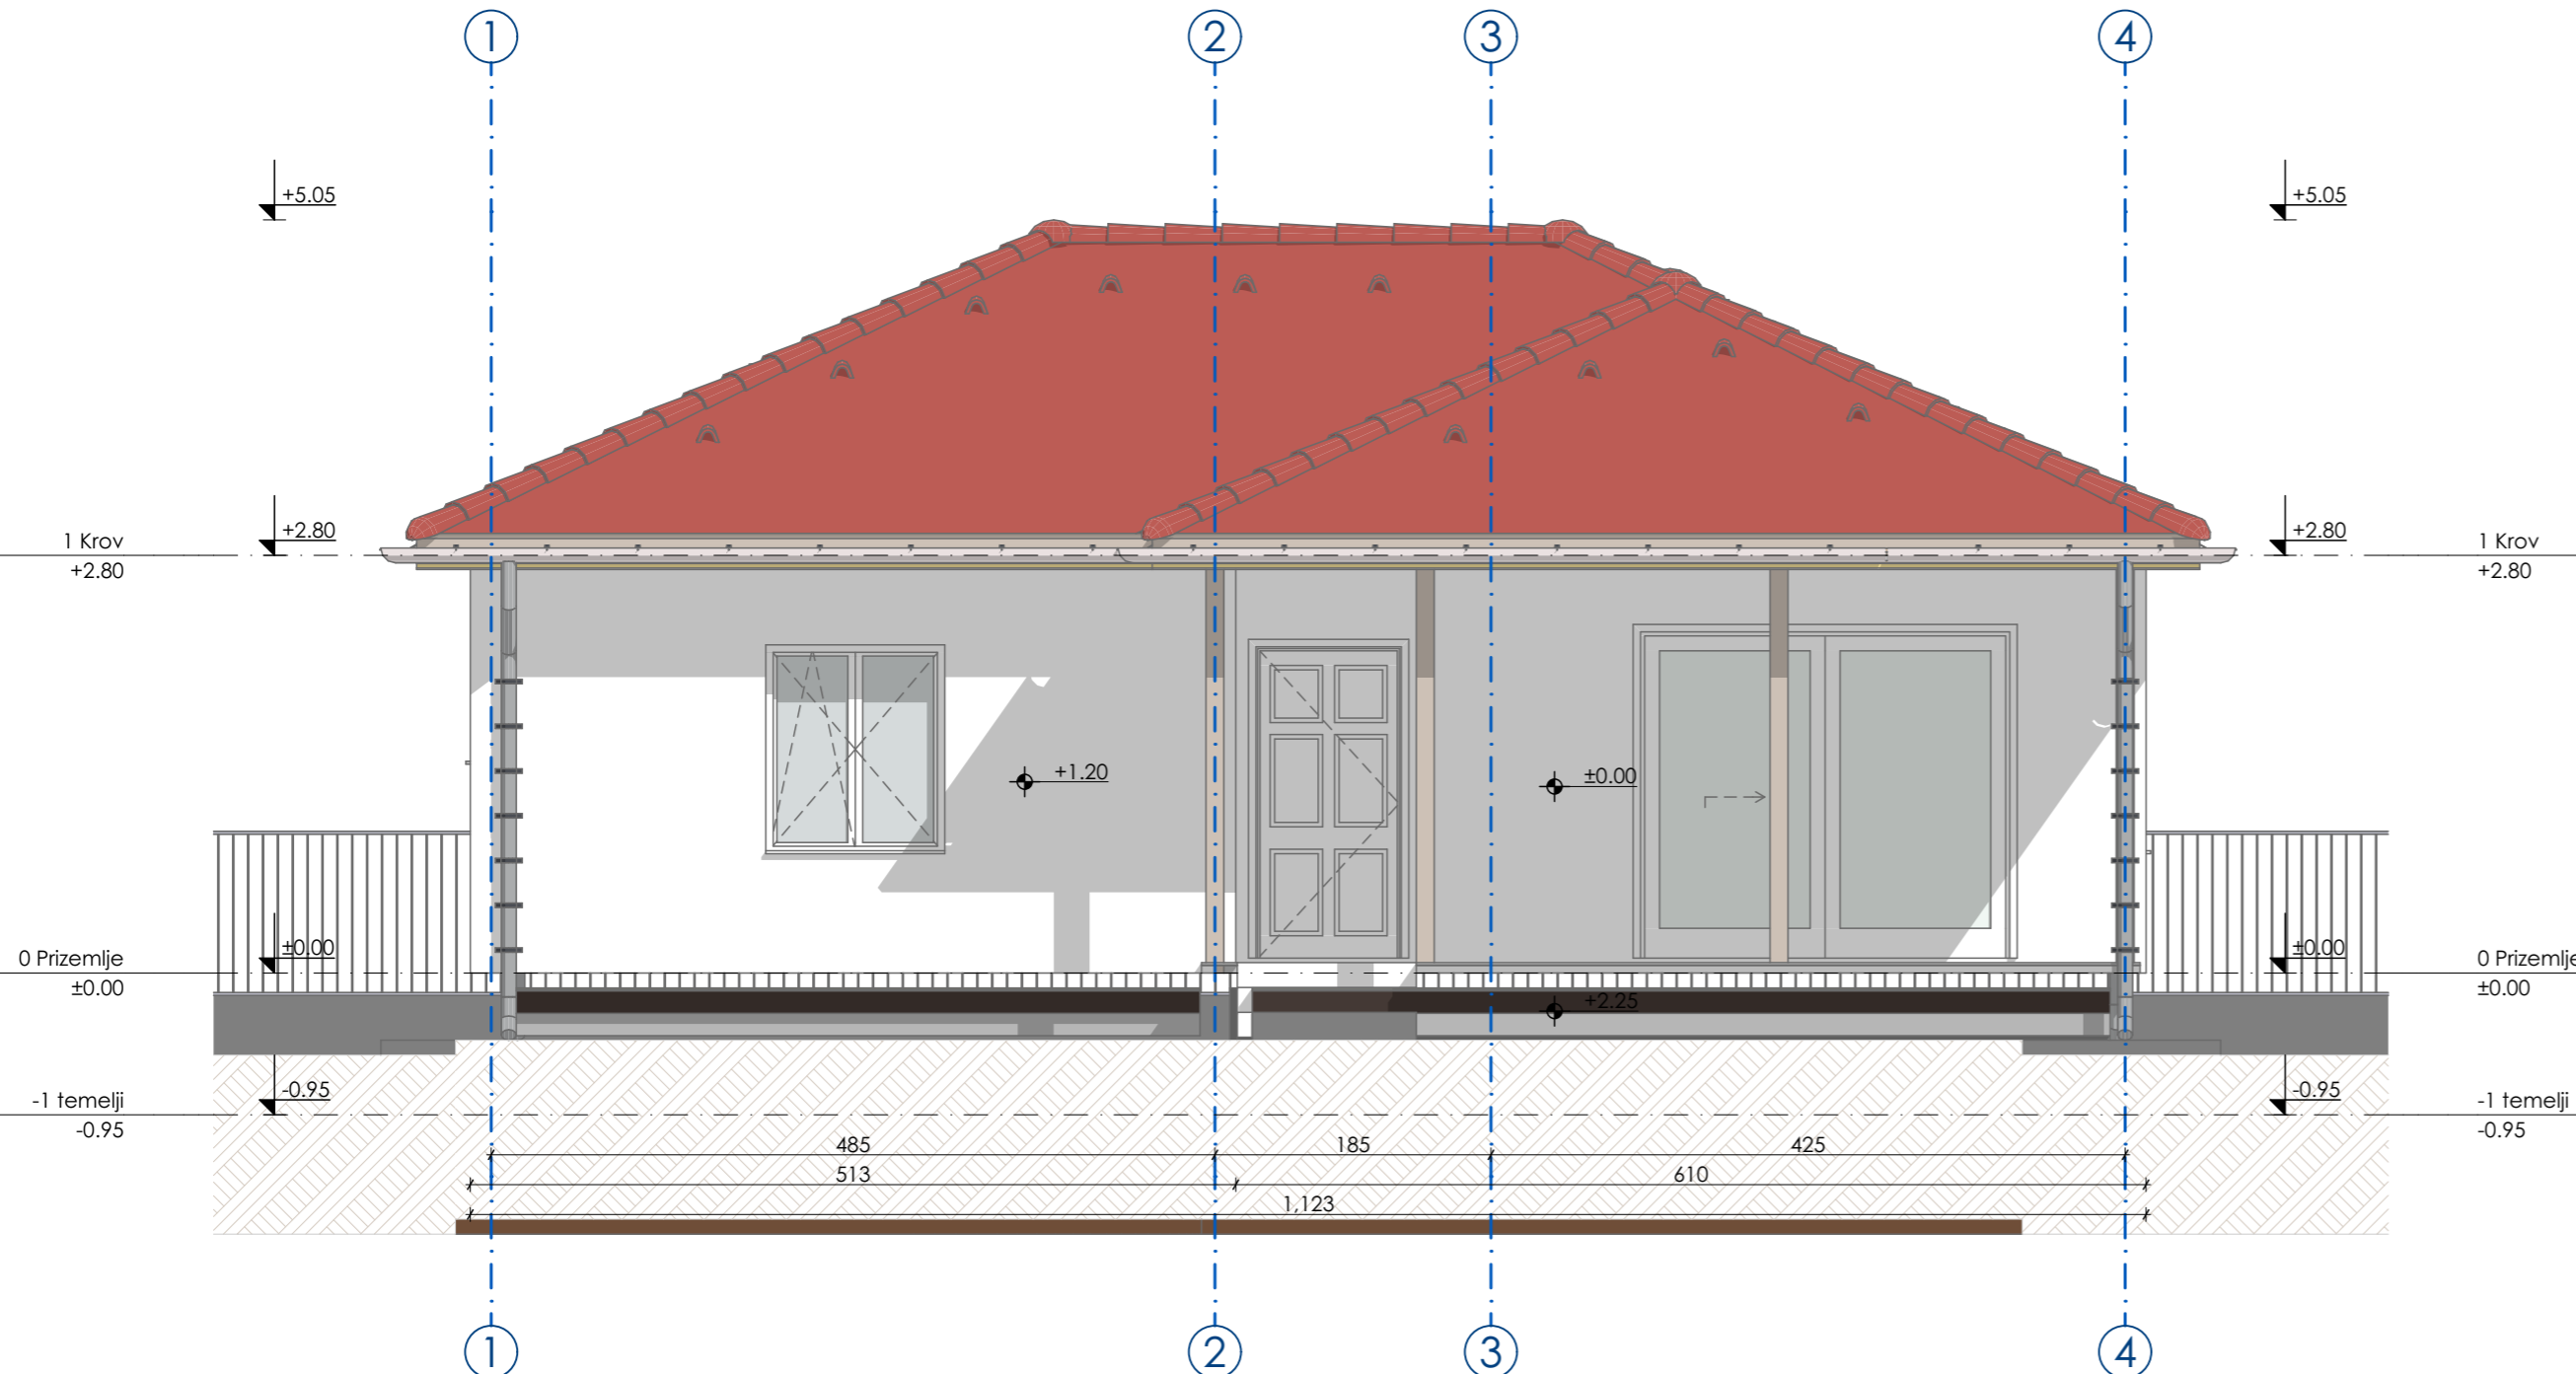 1 2 3 4
+5.05 +5.05
+2.80 +2.80
1 Krov 1 Krov
+2.80 +2.80
+1.20 ±0.00
±0.00 ±0.00
0 Prizemlje 0 Prizemlje
±0.00 ±0.00
+2.25
-0.95 -0.95
-1 temelji -1 temelji
-0.95 -0.95
485 185 425
513 610
1,123
1 2 3 4